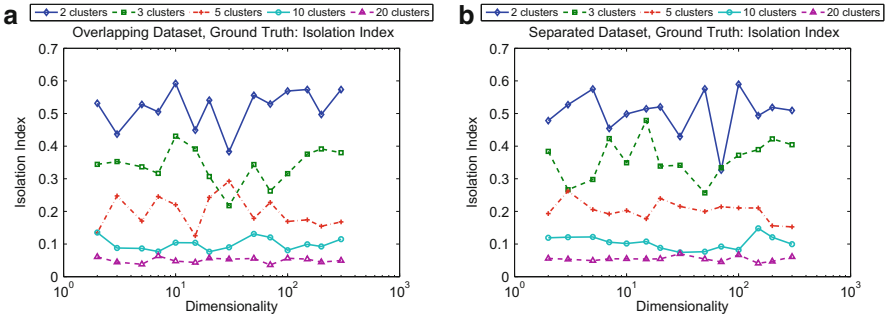 a
2 clusters 3 clusters 5 clusters 10 clusters 20 clusters
Overlapping Dataset, Ground Truth: Isolation Index
0.7
0.6
0.5
0.4
0.3
0.2
0.1
0
Isolation Index
10^0 10^1 10^2 10^3
Dimensionality
b
2 clusters 3 clusters 5 clusters 10 clusters 20 clusters
Separated Dataset, Ground Truth: Isolation Index
0.7
0.6
0.5
0.4
0.3
0.2
0.1
0
Isolation Index
10^0 10^1 10^2 10^3
Dimensionality